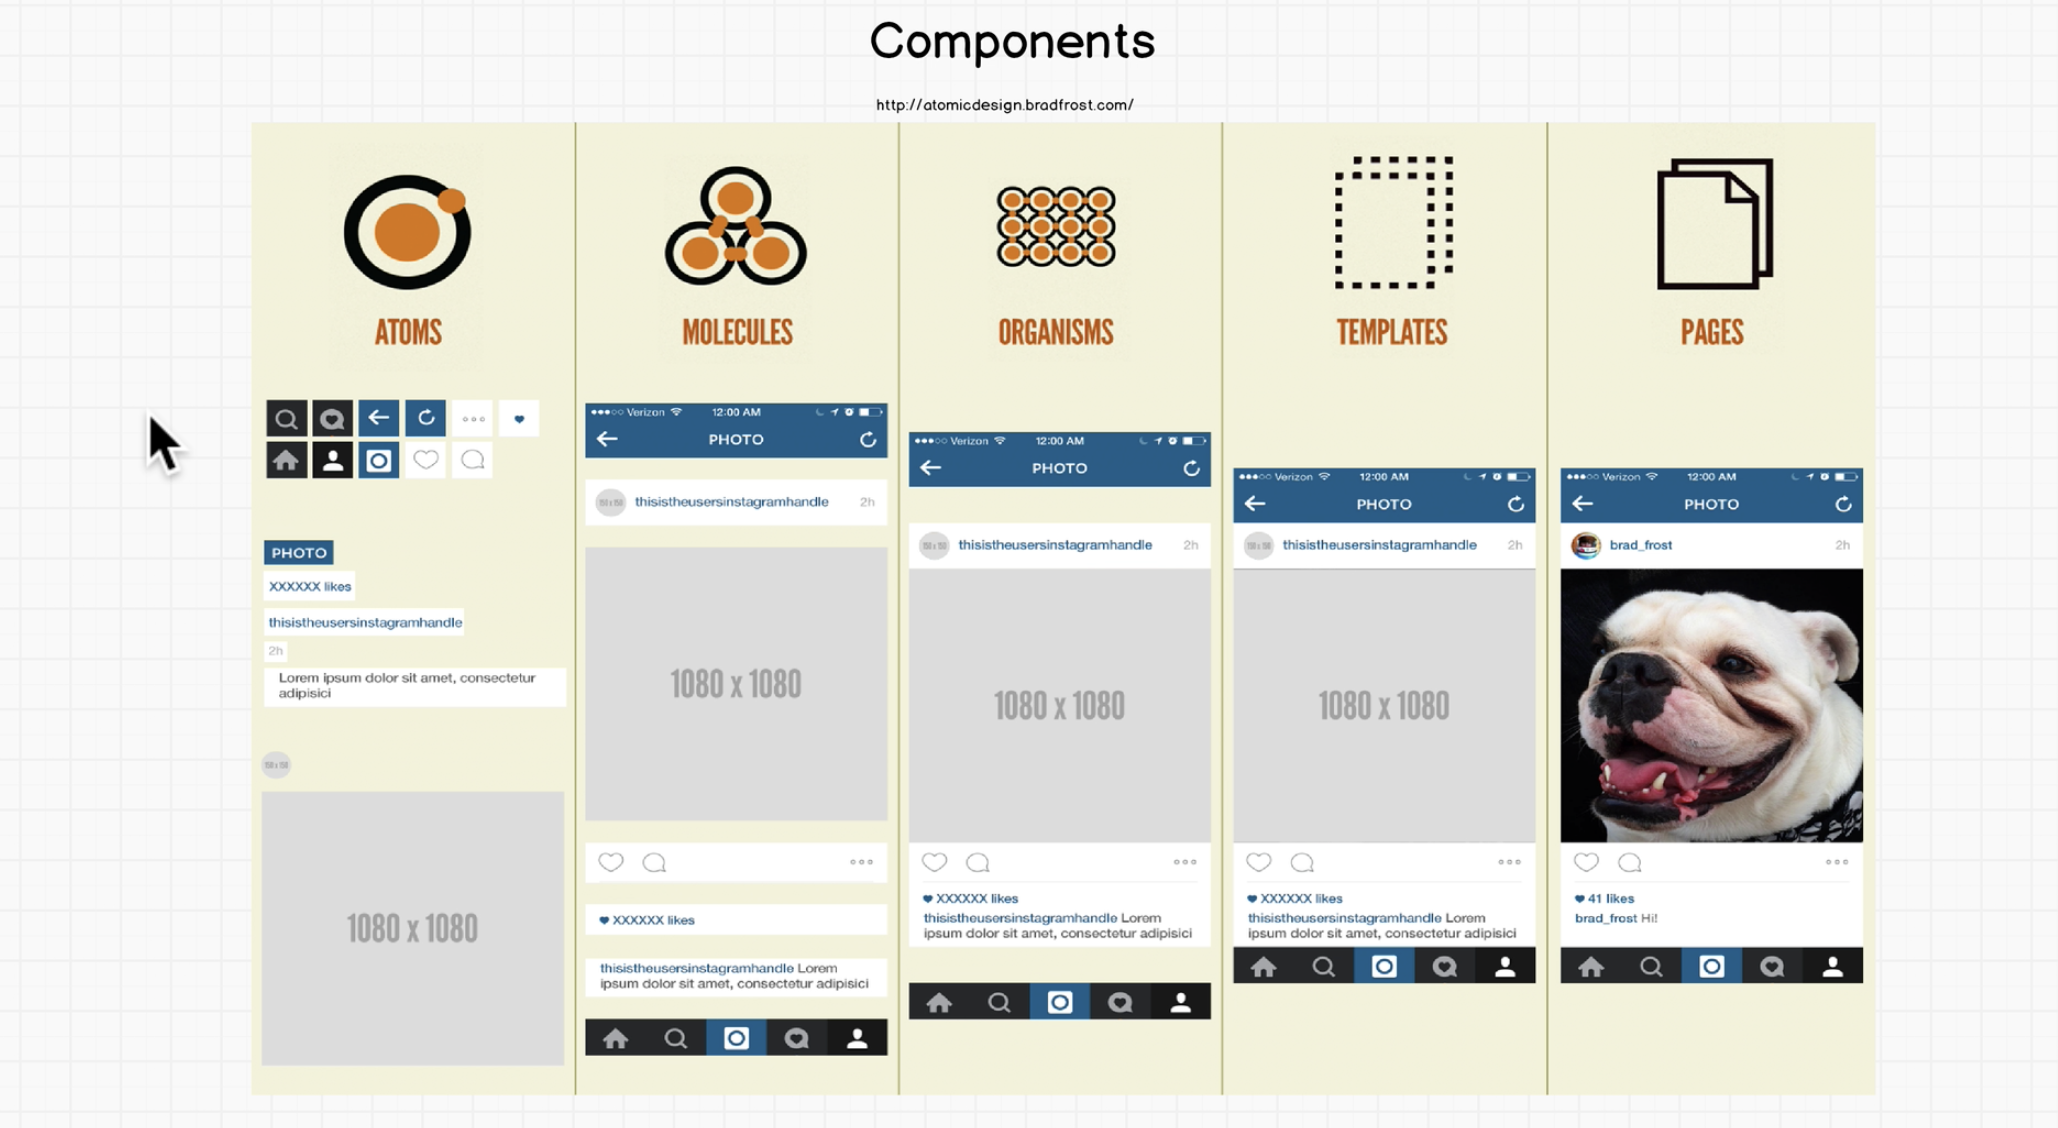 Components
http://atomicdesign.bradfrost.com/
ATOMS
PHOTO
XXXXXX likes
thisistheusersinstagramhandle
2h
Lorem ipsum dolor sit amet, consectetur
adipisici
1080 x 1080
MOLECULES
Verizon 12:00 AM
PHOTO
thisistheusersinstagramhandle 2h
1080 x 1080
XXXXXX likes
thisistheusersinstagramhandle Lorem
ipsum dolor sit amet, consectetur adipisici
ORGANISMS
Verizon 12:00 AM
PHOTO
thisistheusersinstagramhandle 2h
1080 x 1080
XXXXXX likes
thisistheusersinstagramhandle Lorem
ipsum dolor sit amet, consectetur adipisici
TEMPLATES
Verizon 12:00 AM
PHOTO
thisistheusersinstagramhandle 2h
1080 x 1080
XXXXXX likes
thisistheusersinstagramhandle Lorem
ipsum dolor sit amet, consectetur adipisici
PAGES
Verizon 12:00 AM
PHOTO
brad_frost 2h
41 likes
brad_frost Hi!